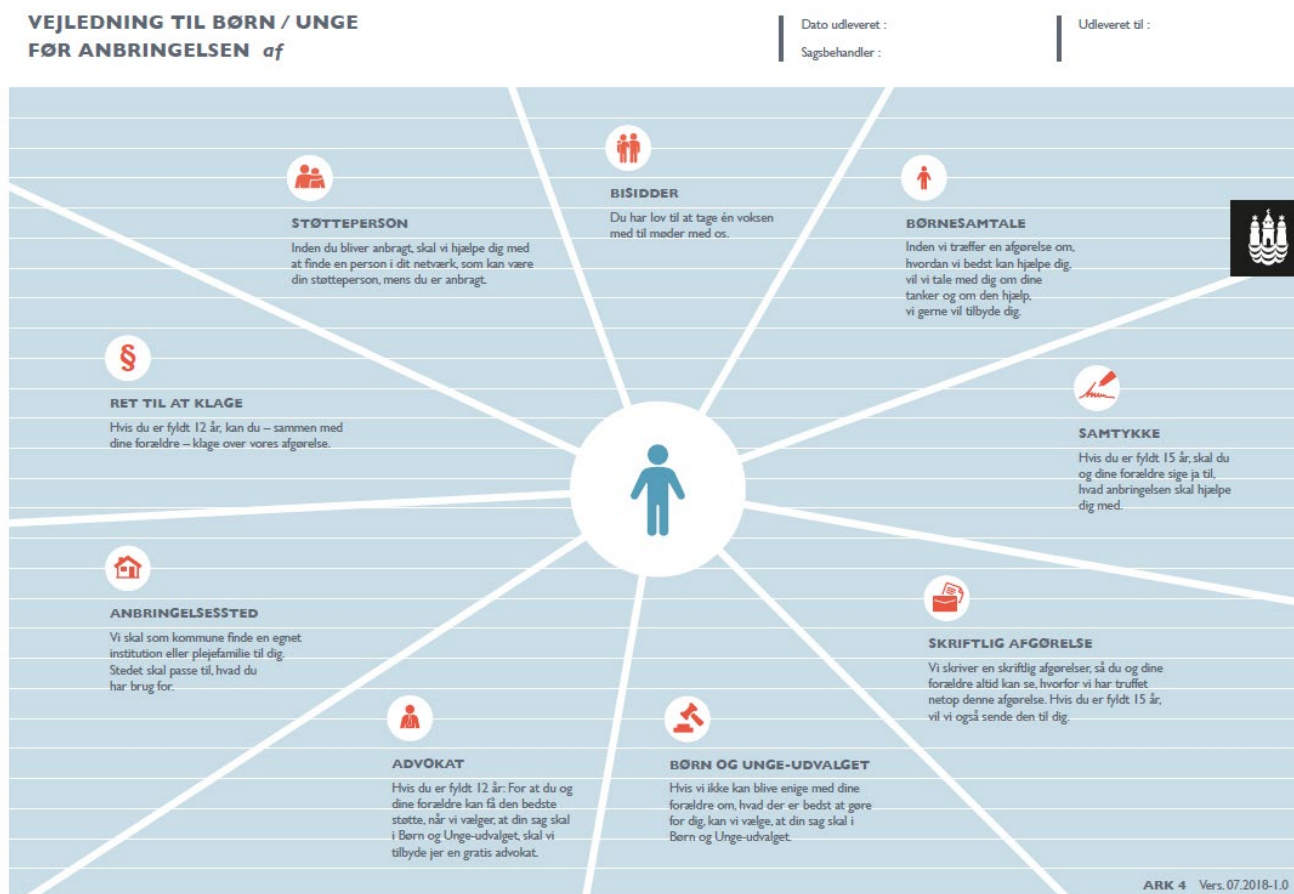 VEJLEDNING TIL BØRN / UNGE
FØR ANBRINGELSEN af
Dato udleveret :
Sagsbehandler :
Udleveret til :
BISIDDER
Du har lov til at tage én voksen
med til møder med os.
STØTTEPERSON
Inden du bliver anbragt, skal vi hjælpe dig med
at finde en person i dit netværk, som kan være
din støtteperson, mens du er anbragt.
BØRNESAMTALE
Inden vi træffer en afgørelse om,
hvordan vi bedst kan hjælpe dig,
vil vi tale med dig om dine
tanker og om den hjælp,
vi gerne vil tilbyde dig.
§
RET TIL AT KLAGE
Hvis du er fyldt 12 år, kan du – sammen med
dine forældre – klage over vores afgørelse.
SAMTYKKE
Hvis du er fyldt 15 år, skal du
og dine forældre sige ja til,
hvad anbringelsen skal hjælpe
dig med.
ANBRINGELSESSTED
Vi skal som kommune finde en egnet
institution eller plejefamilie til dig.
Stedet skal passe til, hvad du
har brug for.
SKRIFTLIG AFGØRELSE
Vi skriver en skriftlig afgørelser, så du og dine
forældre altid kan se, hvorfor vi har truffet
netop denne afgørelse. Hvis du er fyldt 15 år,
vil vi også sende den til dig.
ADVOKAT
Hvis du er fyldt 12 år: For at du og
dine forældre kan få den bedste
støtte, når vi vælger, at din sag skal
i Børn og Unge-udvalget, skal vi
tilbyde jer en gratis advokat.
BØRN OG UNGE-UDVALGET
Hvis vi ikke kan blive enige med dine
forældre om, hvad der er bedst at gøre
for dig, kan vi vælge, at din sag skal i
Børn og Unge-udvalget.
ARK 4 Vers. 07.2018-1.0